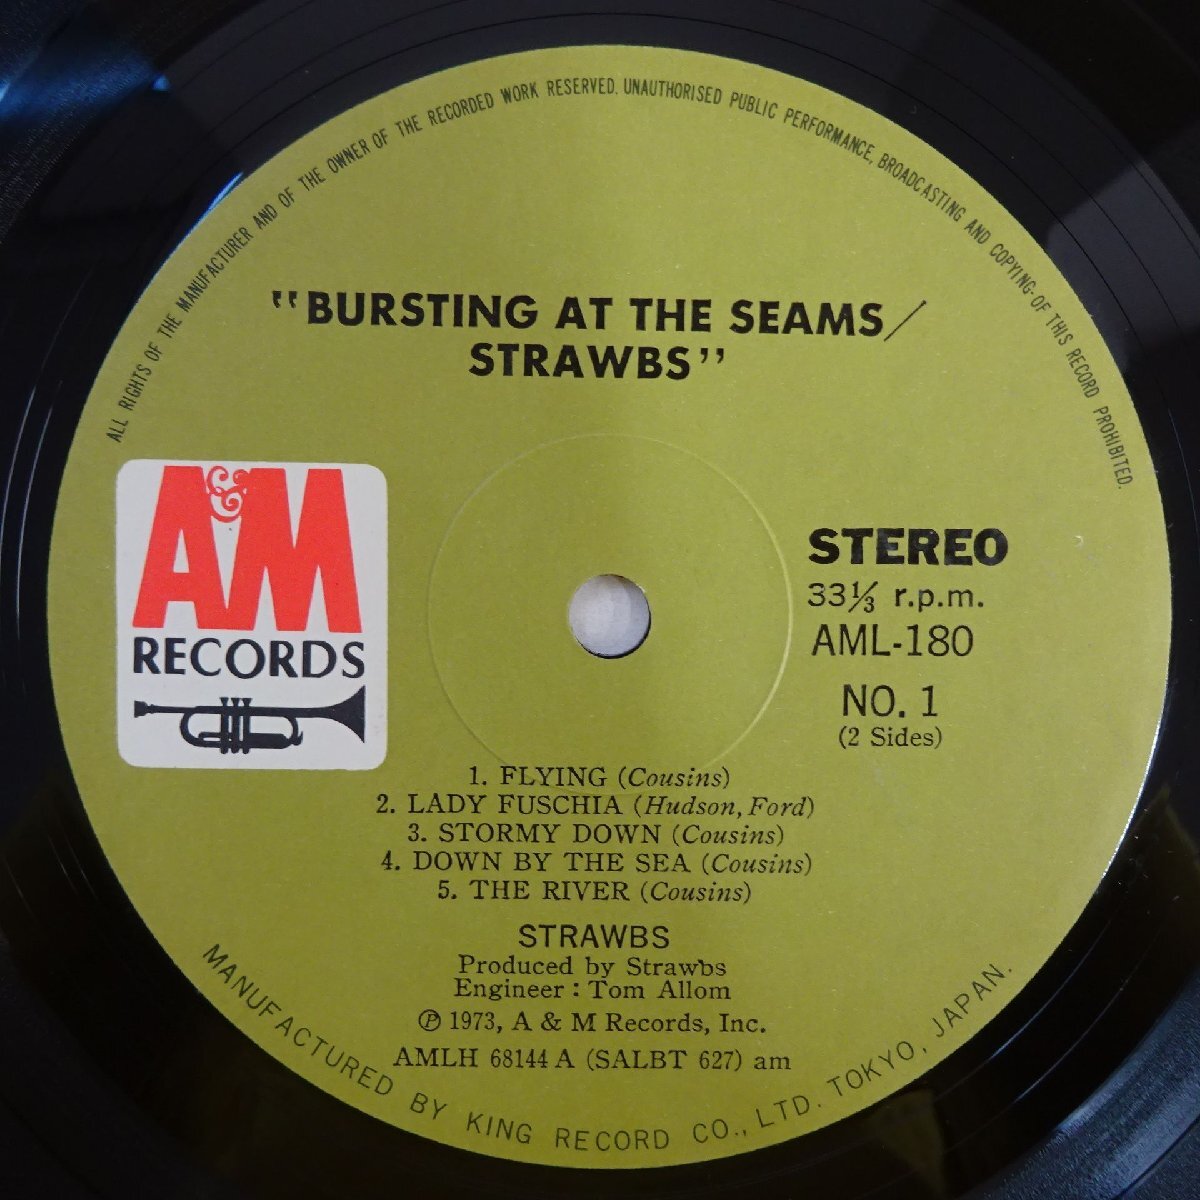 ALL RIGHTS OF THE MANUFACTURER AND OF THE OWNER OF THE RECORDED WORK RESERVED. UNAUTHORISED PUBLIC PERFORMANCE, BROADCASTING AND COPYING OF THIS RECORD PROHIBITED.
"BURSTING AT THE SEAMS/
STRAWBS"
A&M
RECORDS
STEREO
33⅓ r.p.m.
AML-180
NO. 1
(2 Sides)
1. FLYING (Cousins)
2. LADY FUSCHIA (Hudson, Ford)
3. STORMY DOWN (Cousins)
4. DOWN BY THE SEA (Cousins)
5. THE RIVER (Cousins)
STRAWBS
Produced by Strawbs
Engineer : Tom Allom
Ⓟ 1973, A & M Records, Inc.
AMLH 68144 A (SALBT 627) am
MANUFACTURED BY KING RECORD CO., LTD. TOKYO, JAPAN.